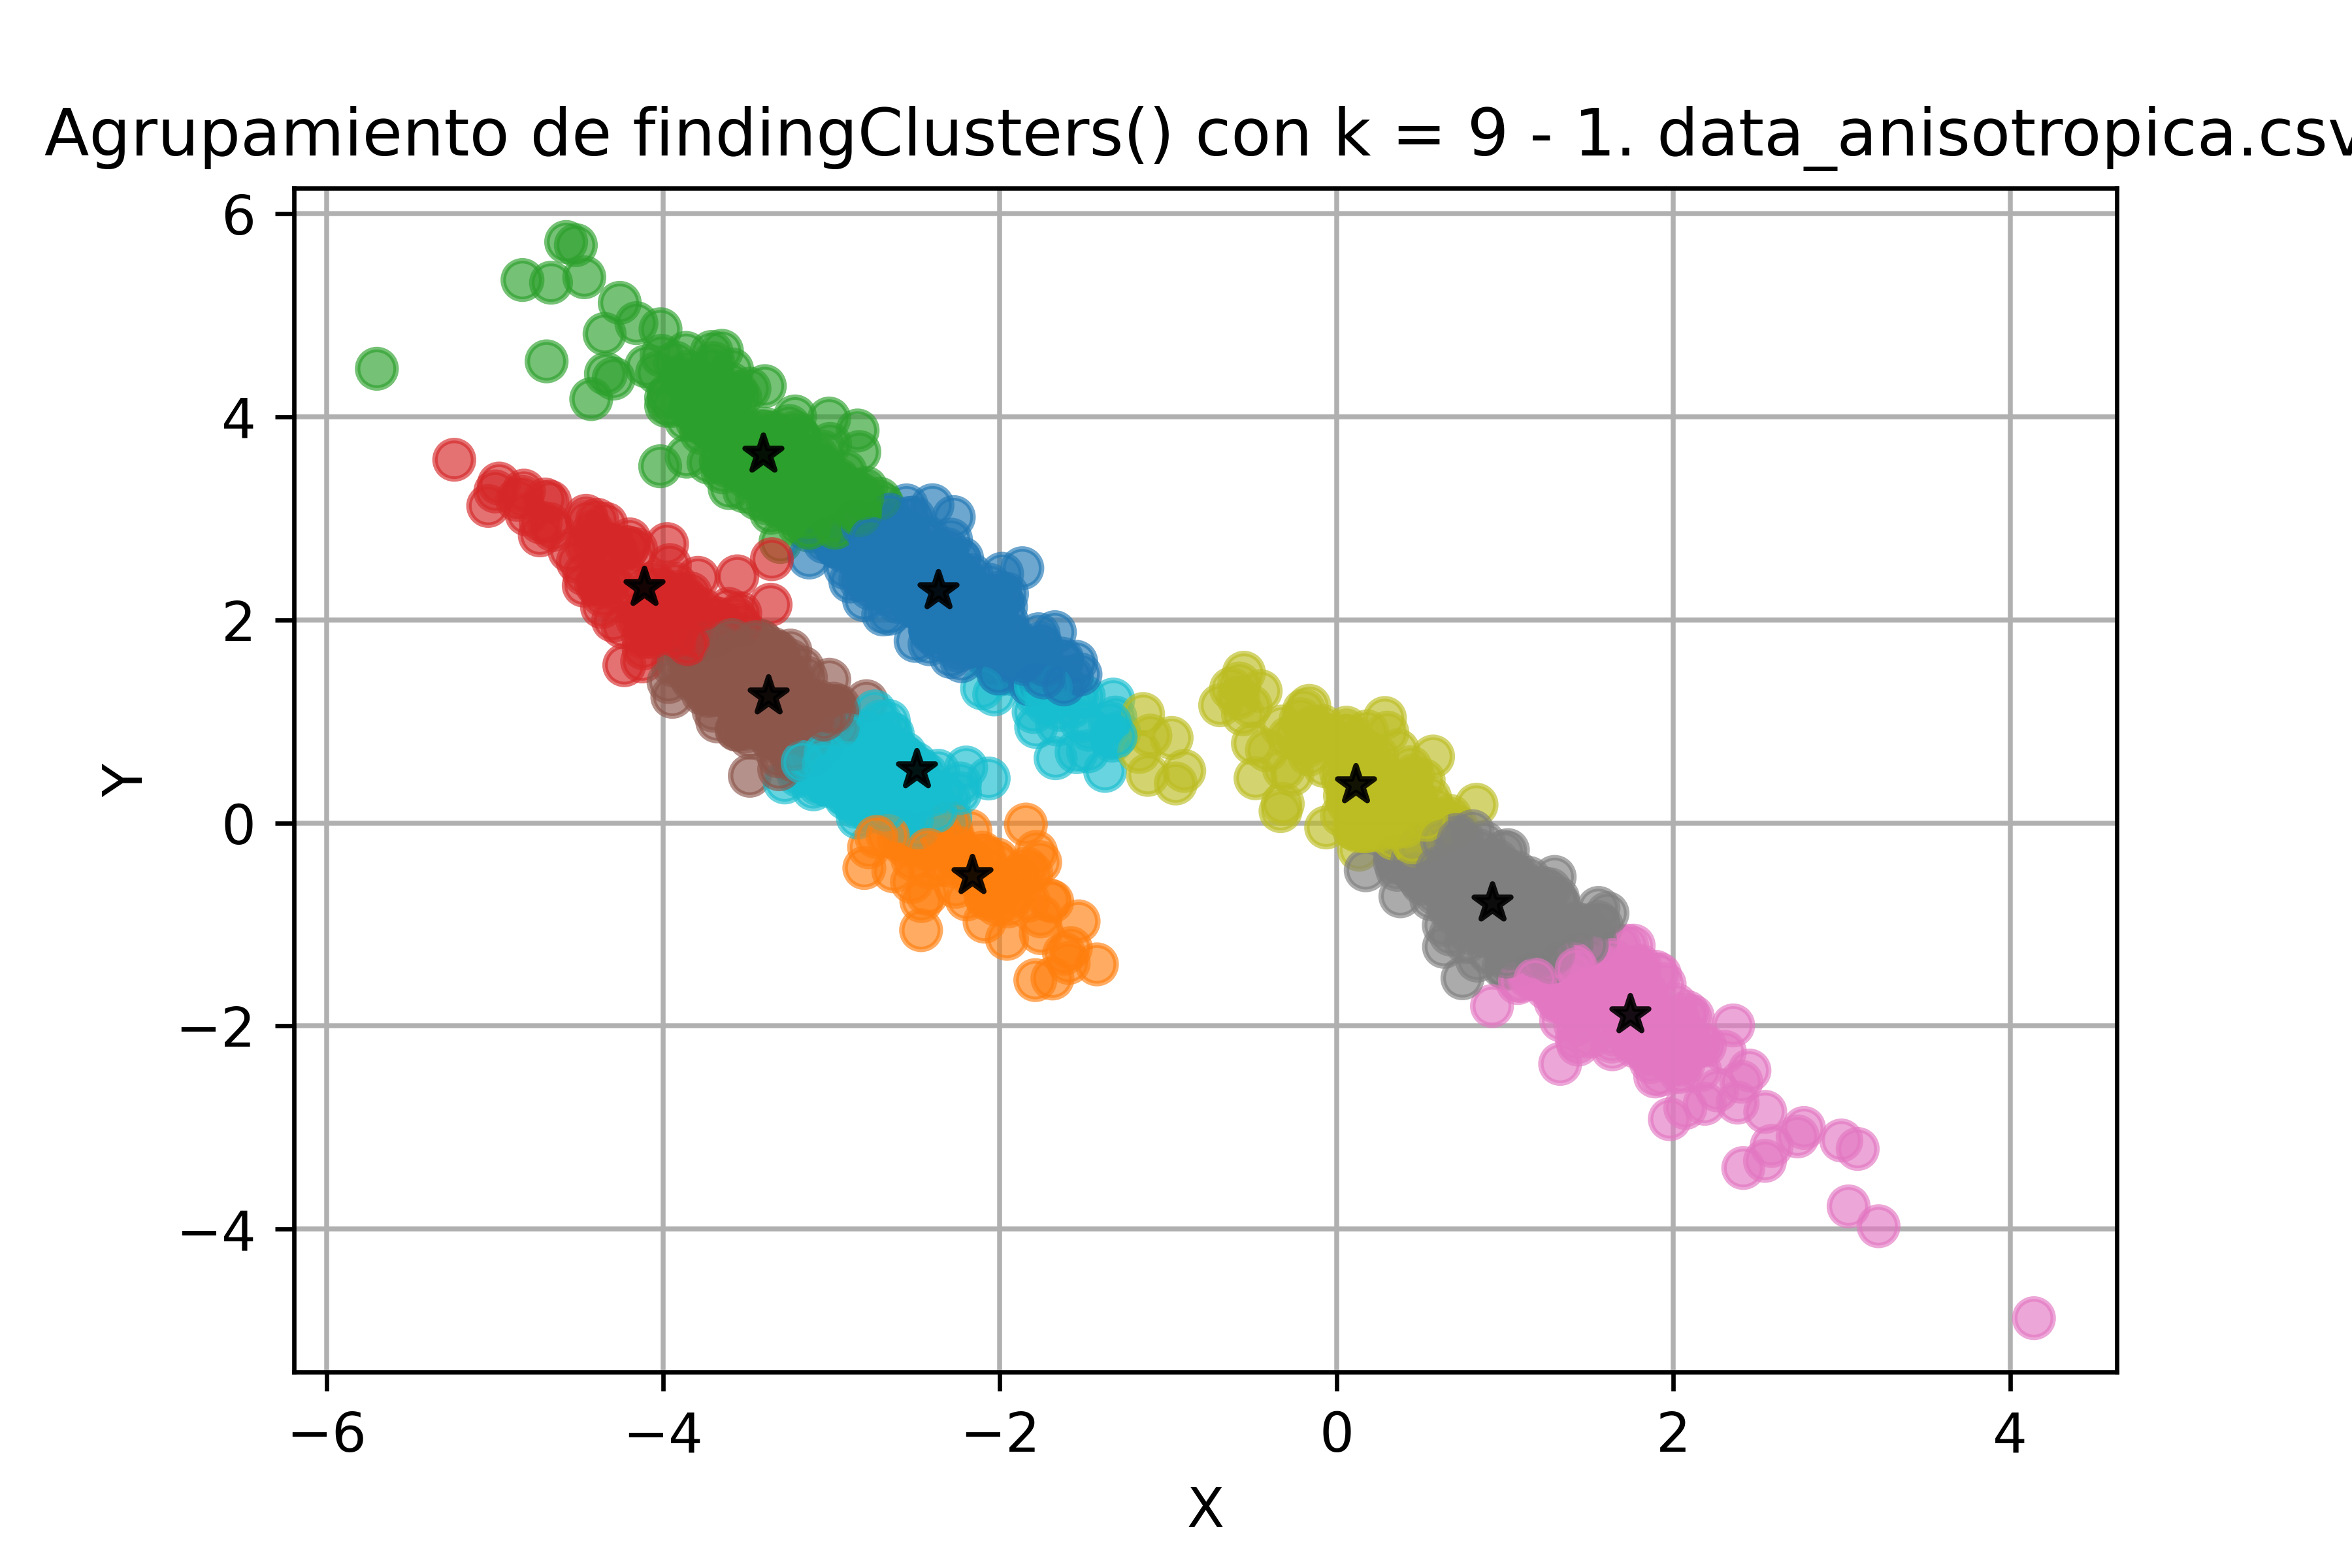 Agrupamiento de findingClusters() con k = 9 - 1. data_anisotropica.csv
6
4
2
0
−2
−4
Y
−6 −4 −2 0 2 4
X